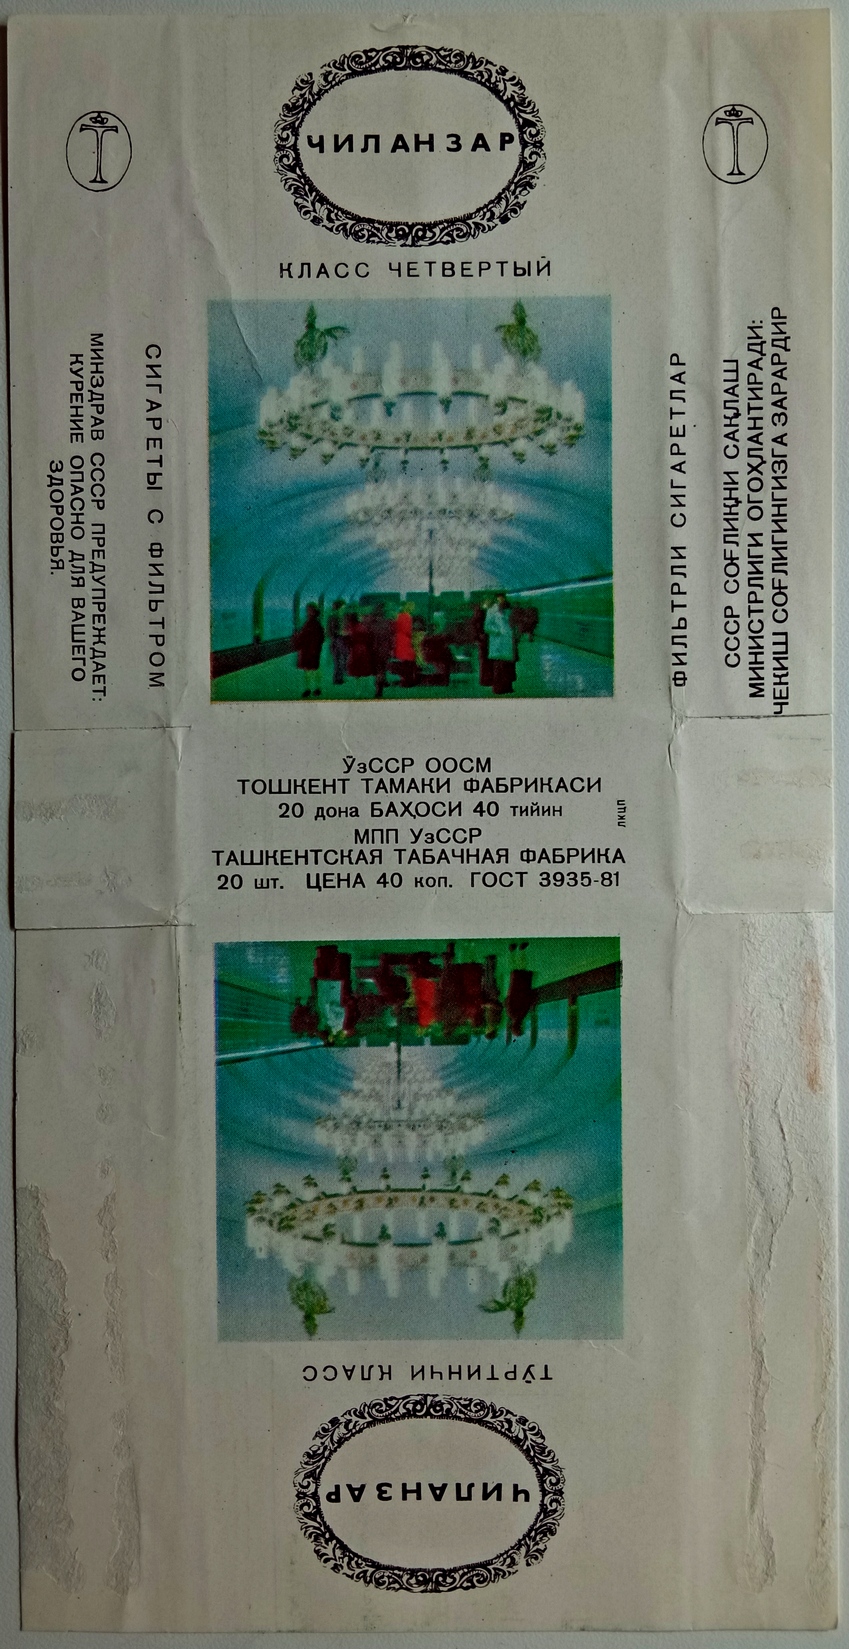 ЧИЛАНЗАР
КЛАСС ЧЕТВЕРТЫЙ
Т
Т
СИГАРЕТЫ С ФИЛЬТРОМ
МИНЗДРАВ СССР ПРЕДУПРЕЖДАЕТ:
КУРЕНИЕ ОПАСНО ДЛЯ ВАШЕГО
ЗДОРОВЬЯ.
ФИЛЬТРЛИ СИГАРЕТЛАР
СССР СОҒЛИҚНИ САҚЛАШ
МИНИСТРЛИГИ ОГОҲЛАНТИРАДИ:
ЧЕКИШ СОҒЛИГИНГИЗГА ЗАРАРДИР
ЎзССР ООСМ
ТОШКЕНТ ТАМАКИ ФАБРИКАСИ
20 дона БАҲОСИ 40 тийин
ЛКЦП
МПП УзССР
ТАШКЕНТСКАЯ ТАБАЧНАЯ ФАБРИКА
20 шт. ЦЕНА 40 коп. ГОСТ 3935-81
ТЎРТИНЧИ КЛАСС
ЧИЛАНЗАР